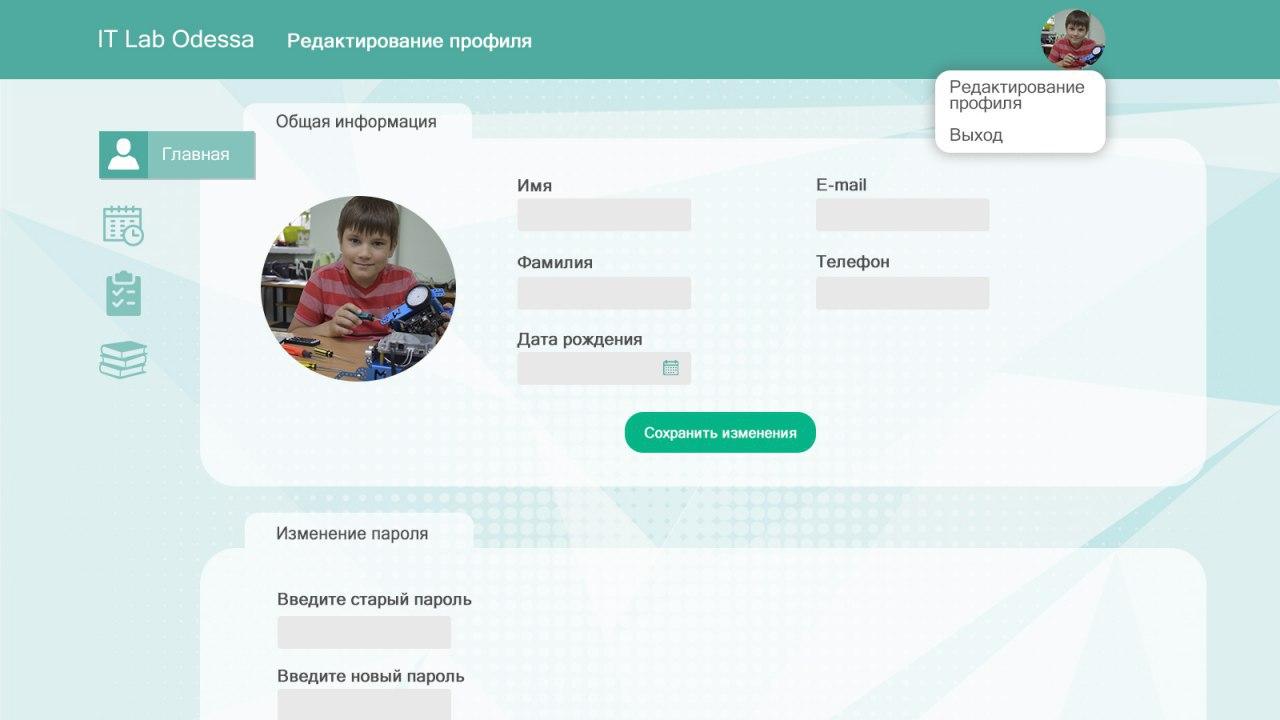 IT Lab Odessa
Редактирование профиля
Редактирование
профиля
Выход
Общая информация
Главная
Имя
E-mail
Фамилия
Телефон
Дата рождения
Сохранить изменения
Изменение пароля
Введите старый пароль
Введите новый пароль